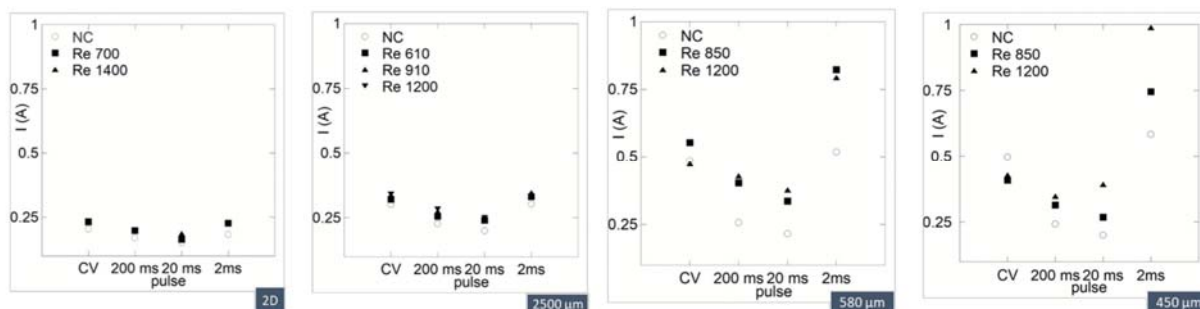 1
NC
Re 700
Re 1400
0.75
I (A)
0.5
0.25
CV 200 ms 20 ms 2ms
pulse
2D
1
NC
Re 610
Re 910
Re 1200
0.75
I (A)
0.5
0.25
CV 200 ms 20 ms 2ms
pulse
2500 µm
1
NC
Re 850
Re 1200
0.75
I (A)
0.5
0.25
CV 200 ms 20 ms 2ms
pulse
580 µm
1
NC
Re 850
Re 1200
0.75
I (A)
0.5
0.25
CV 200 ms 20 ms 2ms
pulse
450 µm